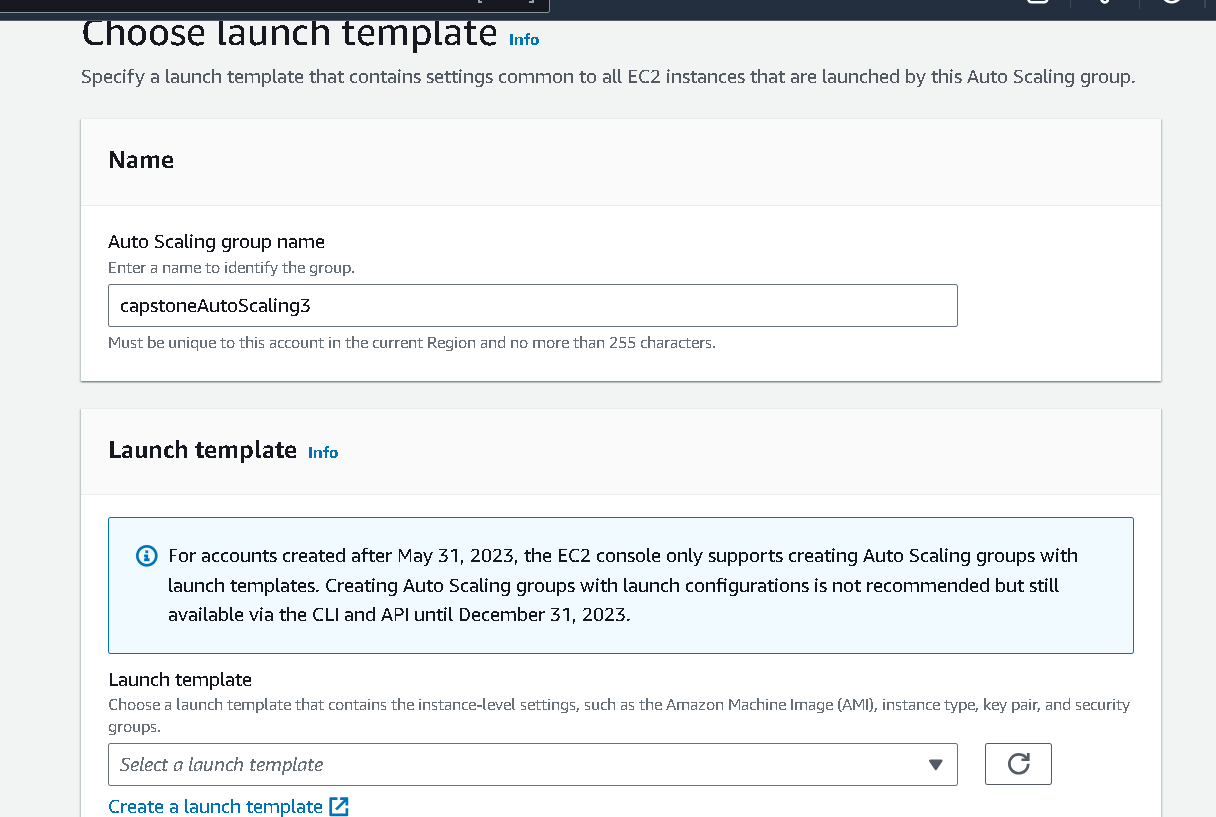 Choose launch template Info
Specify a launch template that contains settings common to all EC2 instances that are launched by this Auto Scaling group.
Name
Auto Scaling group name
Enter a name to identify the group.
capstoneAutoScaling3
Must be unique to this account in the current Region and no more than 255 characters.
Launch template Info
For accounts created after May 31, 2023, the EC2 console only supports creating Auto Scaling groups with
launch templates. Creating Auto Scaling groups with launch configurations is not recommended but still
available via the CLI and API until December 31, 2023.
Launch template
Choose a launch template that contains the instance-level settings, such as the Amazon Machine Image (AMI), instance type, key pair, and security
groups.
Select a launch template
Create a launch template